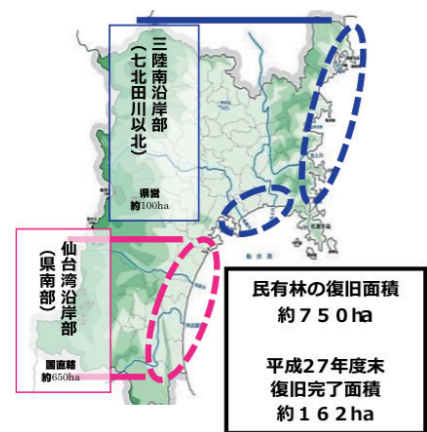 三陸南沿岸部
（七北田川以北）
県営
約100ha
仙台湾沿岸部
（県南部）
国直轄
約650ha
民有林の復旧面積
約７５０ha
平成２７年度末
復旧完了面積
約１６２ha